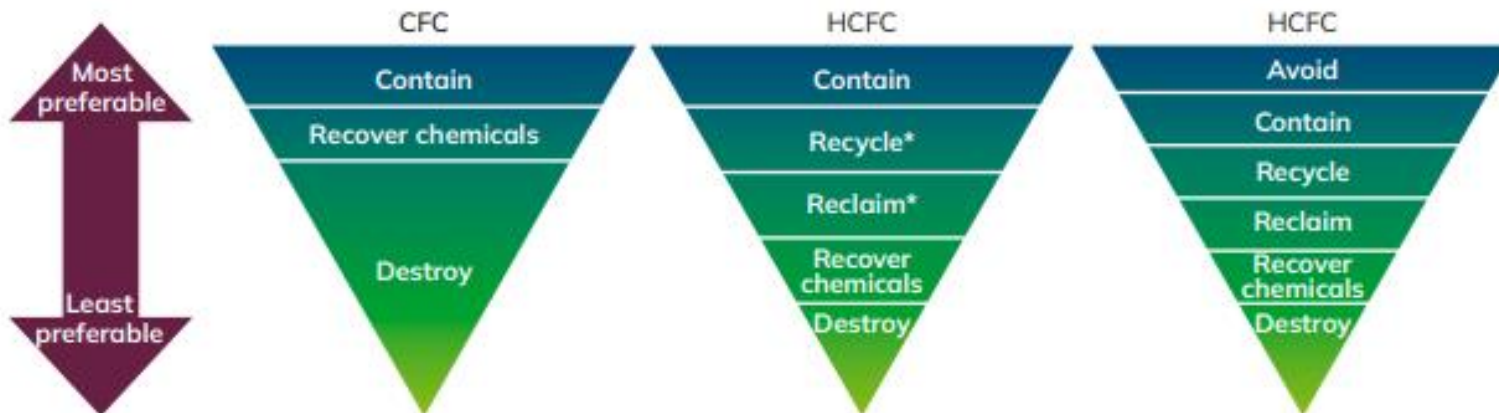 CFC
HCFC
HCFC
Most
preferable
Least
preferable
Contain
Recover chemicals
Destroy
Contain
Recycle*
Reclaim*
Recover
chemicals
Destroy
Avoid
Contain
Recycle
Reclaim
Recover
chemicals
Destroy